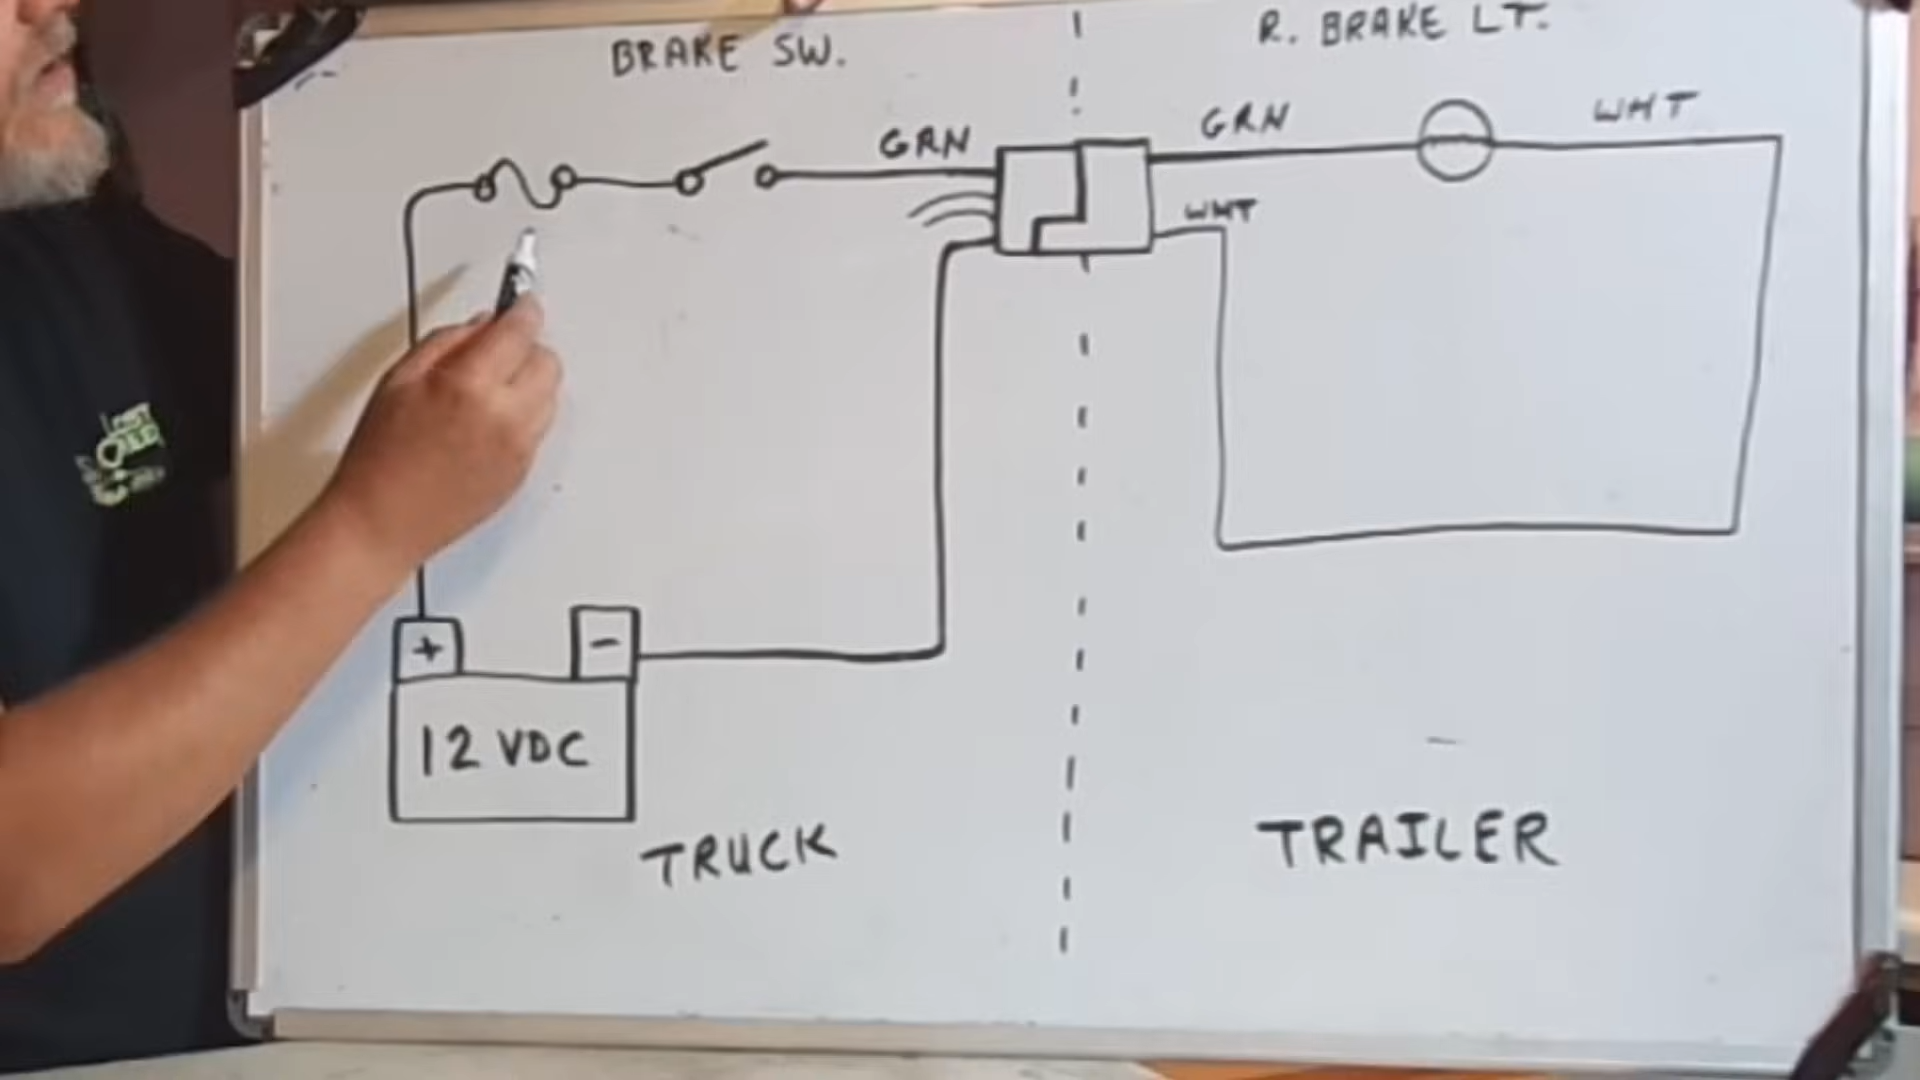 BRAKE SW.
R. BRAKE LT.
GRN
GRN
WHT
WHT
+
-
12 VDC
TRUCK
TRAILER